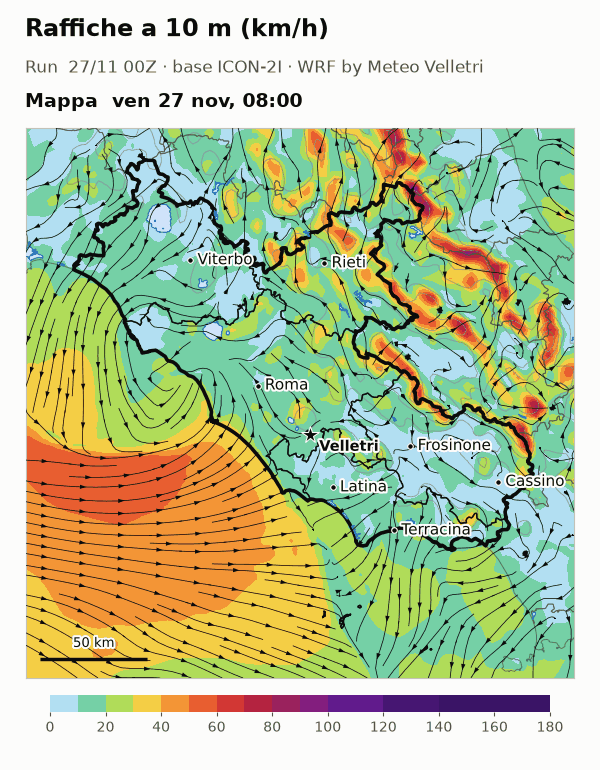 Raffiche a 10 m (km/h)
Run  27/11 00Z · base ICON-2I · WRF by Meteo Velletri
Mappa  ven 27 nov, 08:00
Viterbo
Rieti
Roma
Velletri
Frosinone
Latina
Cassino
Terracina
50 km
0 20 40 60 80 100 120 140 160 180